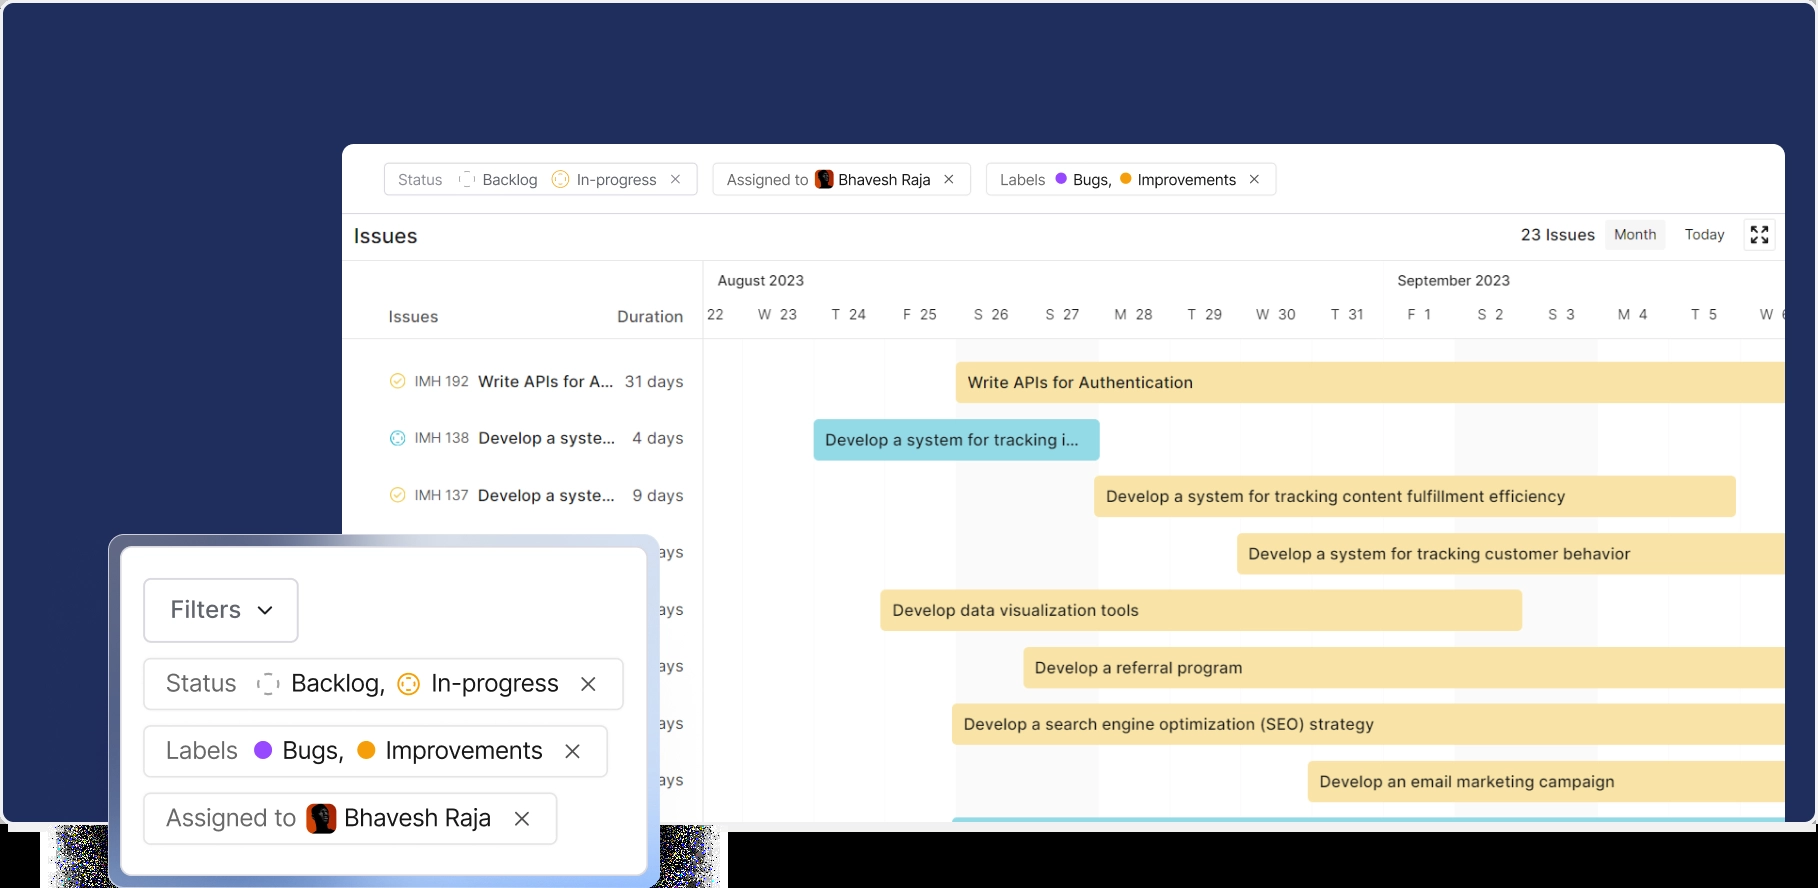 Status Backlog In-progress × Assigned to Bhavesh Raja × Labels Bugs, Improvements ×
Issues 23 Issues Month Today
August 2023 September 2023
Issues Duration 22 W 23 T 24 F 25 S 26 S 27 M 28 T 29 W 30 T 31 F 1 S 2 S 3 M 4 T 5 W
IMH 192 Write APIs for A... 31 days Write APIs for Authentication
IMH 138 Develop a syste... 4 days Develop a system for tracking i...
IMH 137 Develop a syste... 9 days Develop a system for tracking content fulfillment efficiency
ays Develop a system for tracking customer behavior
ays Develop data visualization tools
ays Develop a referral program
ays Develop a search engine optimization (SEO) strategy
ays Develop an email marketing campaign
Filters
Status Backlog, In-progress ×
Labels Bugs, Improvements ×
Assigned to Bhavesh Raja ×